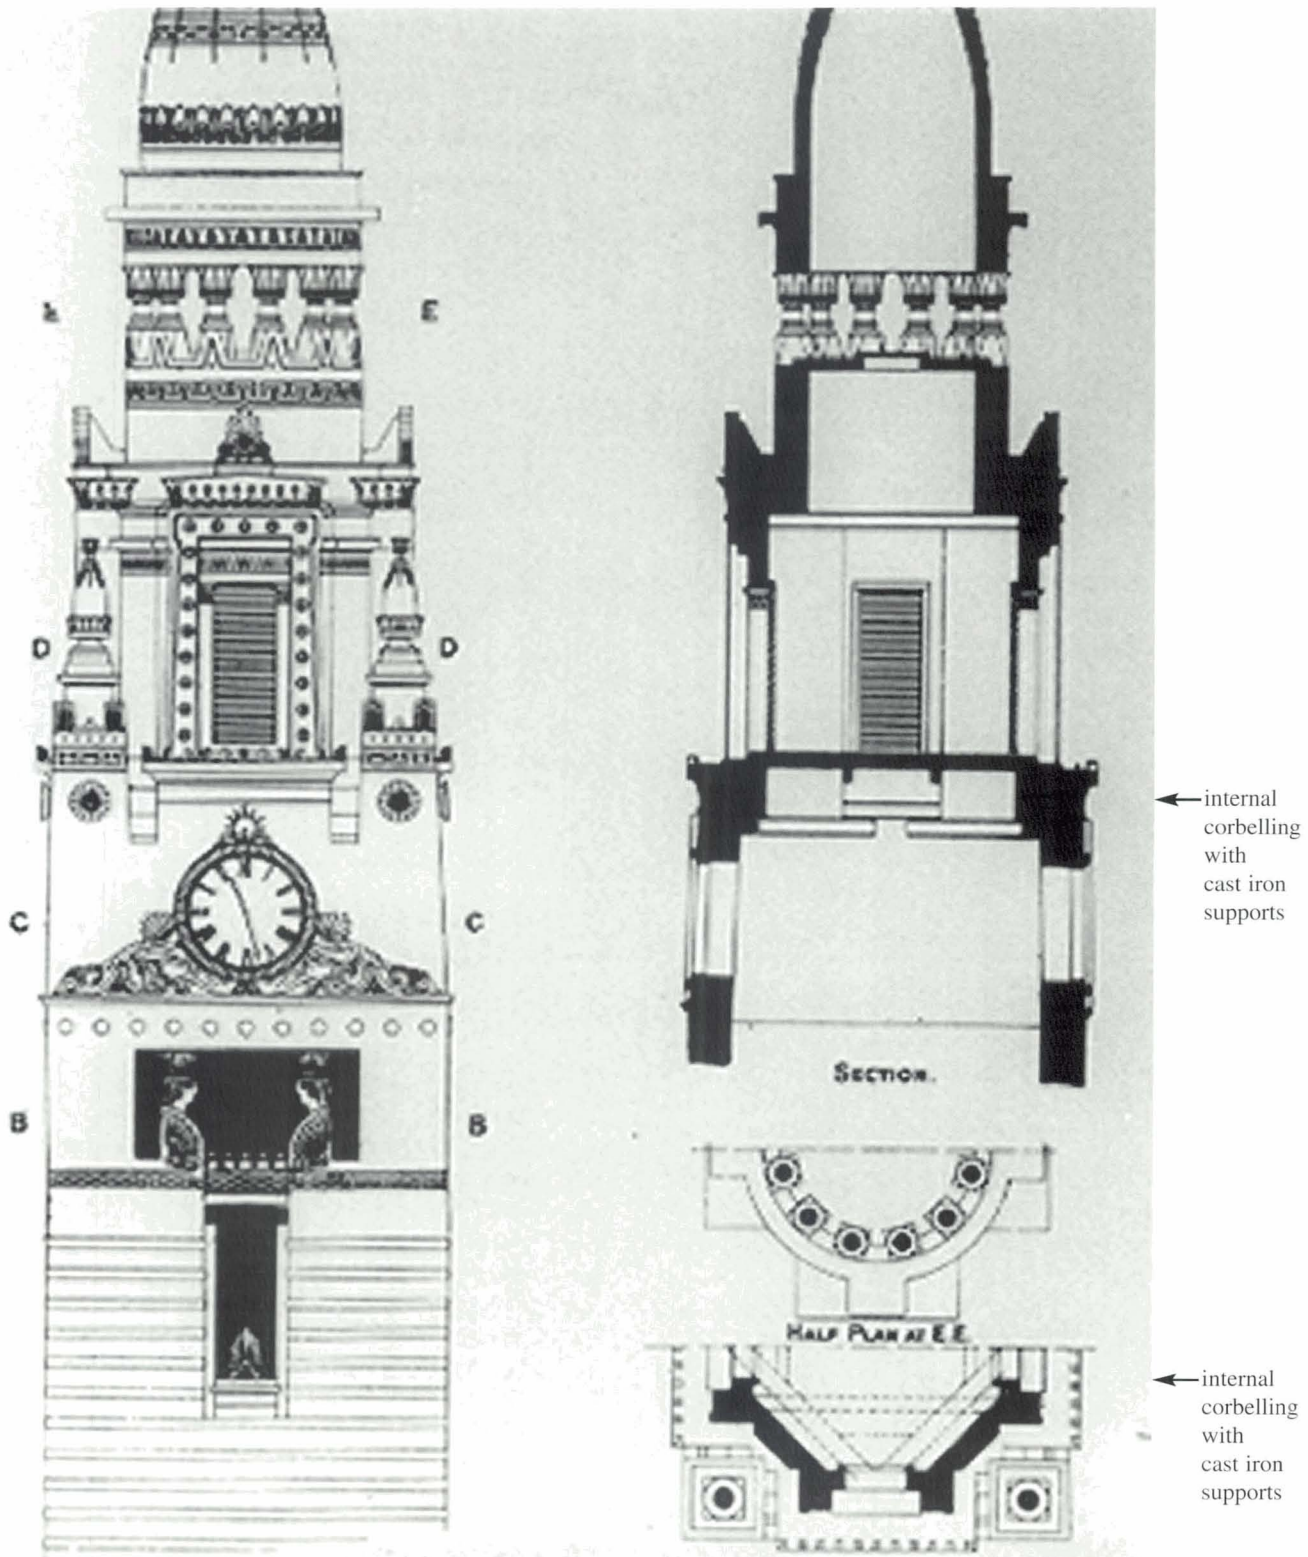 E
E
D
D
internal
corbelling
with
cast iron
supports
C
C
SECTION.
B
B
HALF PLAN AT E.E.
internal
corbelling
with
cast iron
supports